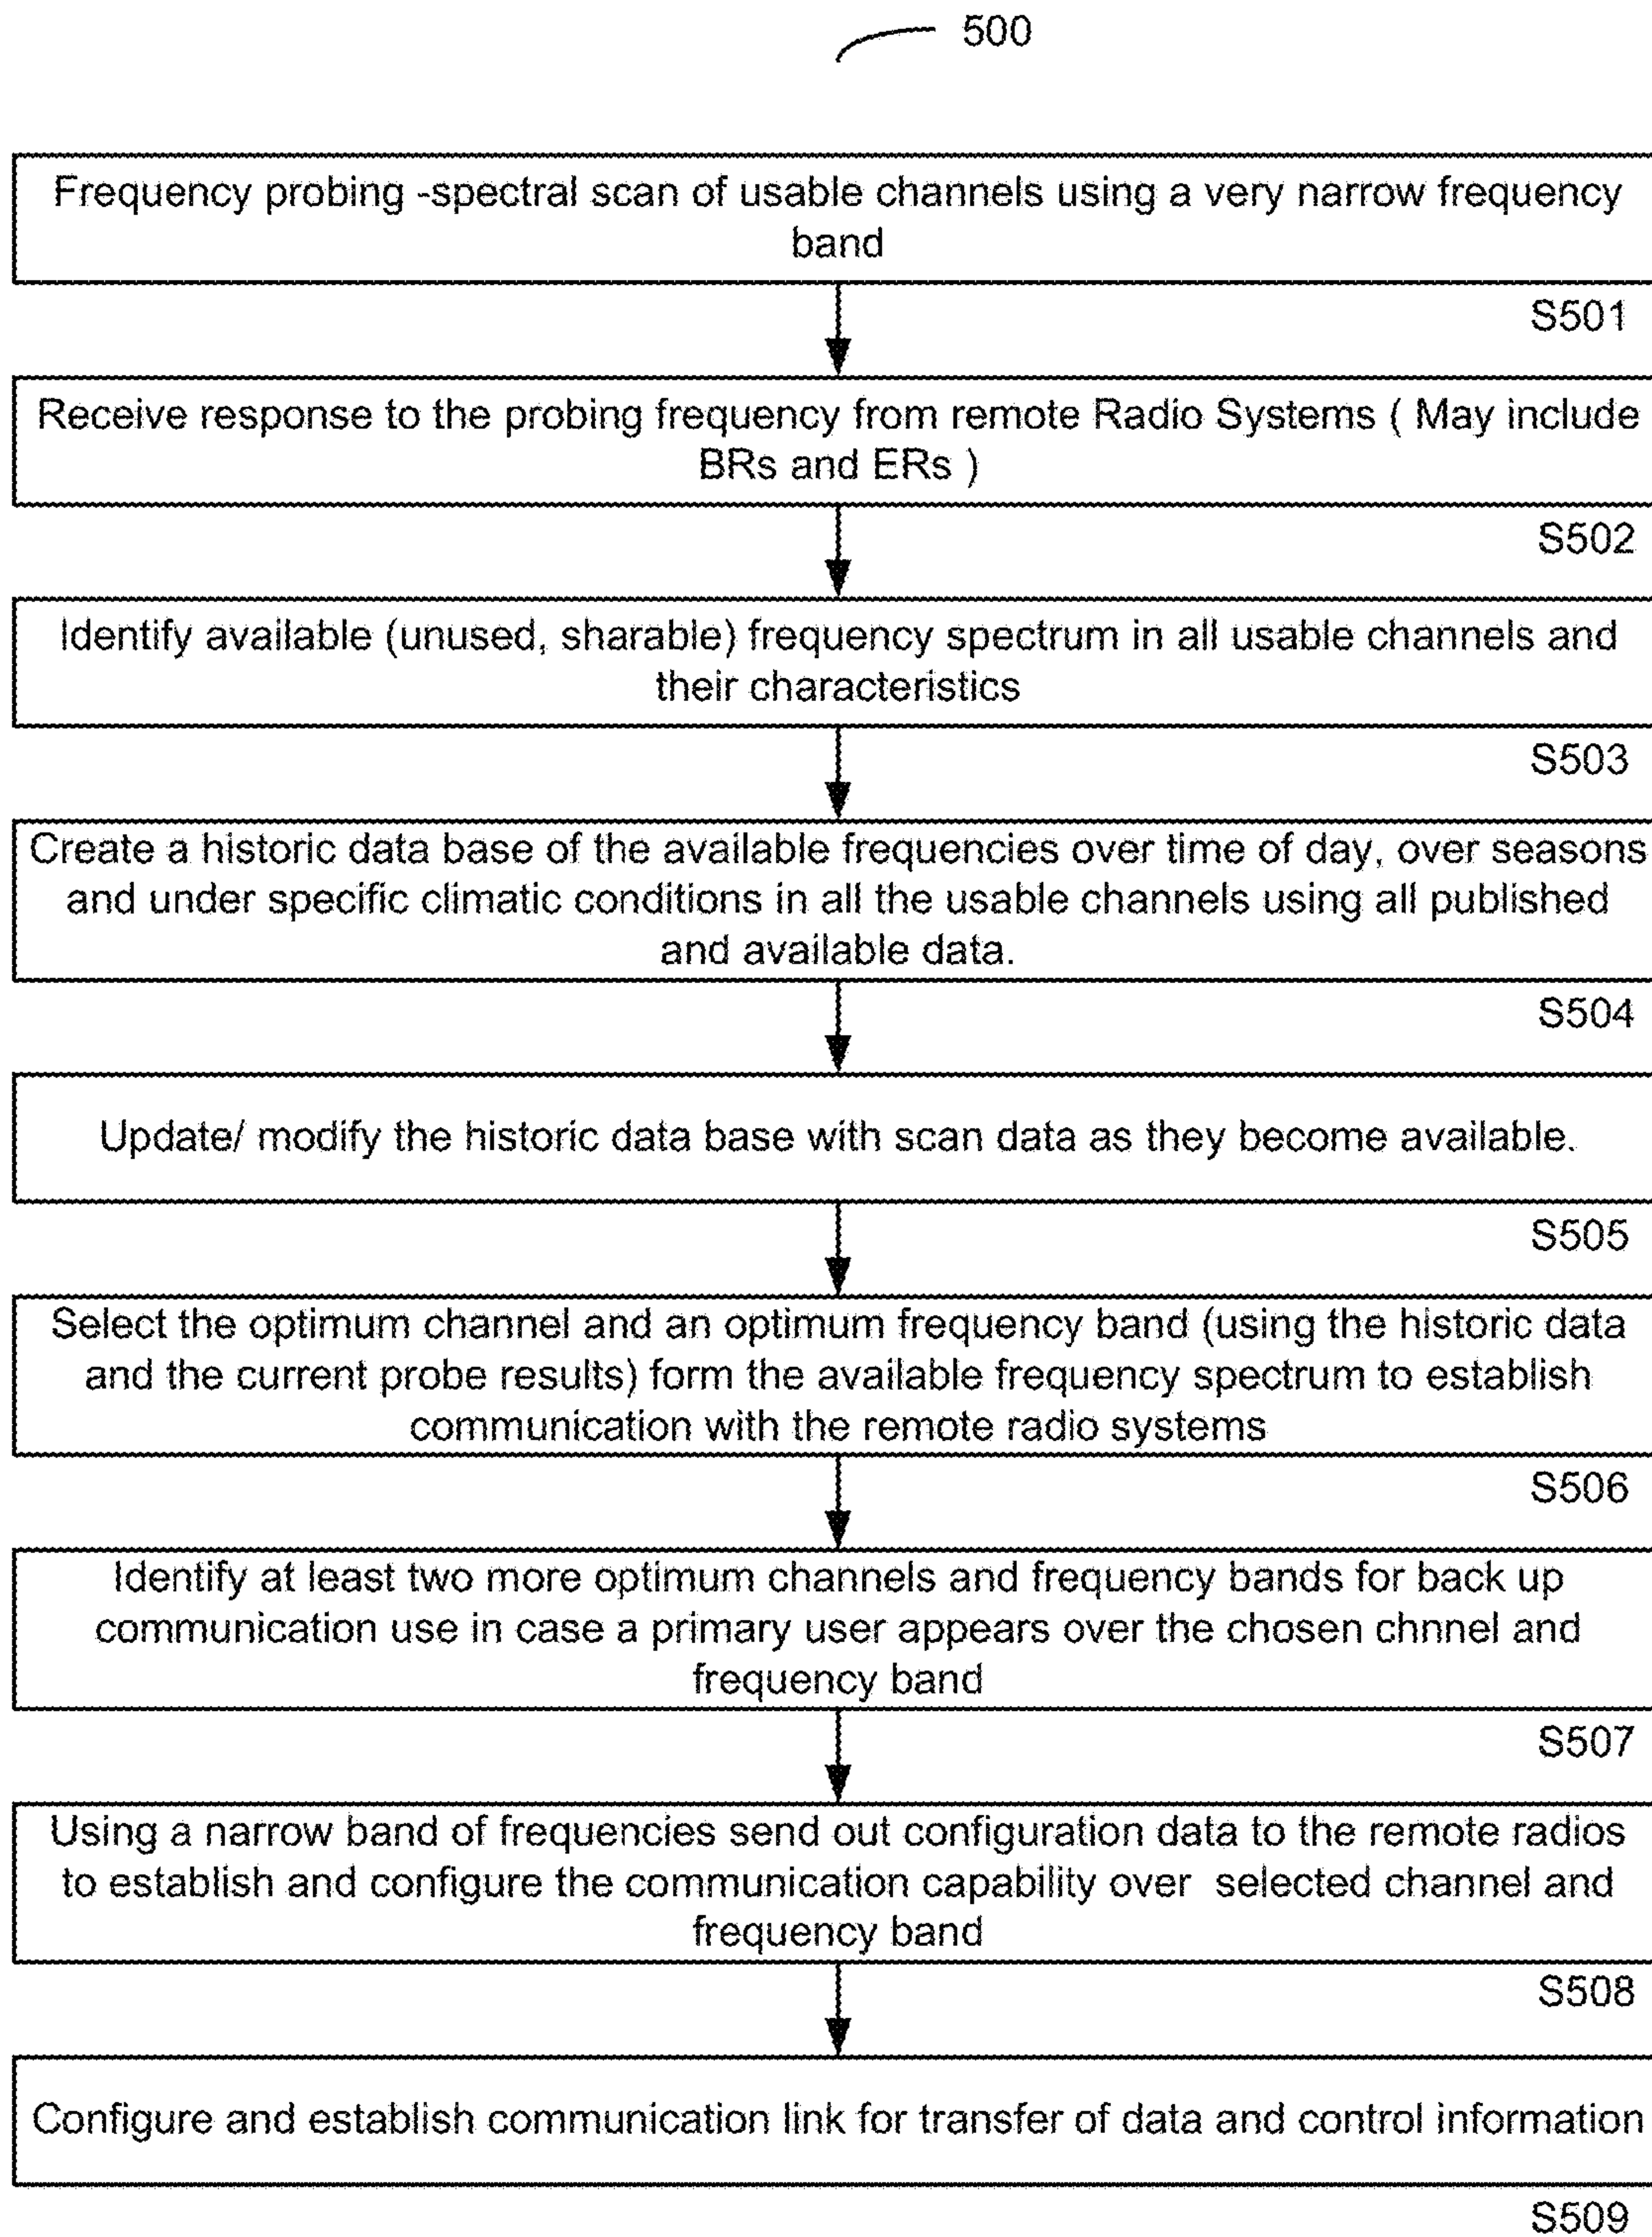 500
Frequency probing -spectral scan of usable channels using a very narrow frequency
band
S501
Receive response to the probing frequency from remote Radio Systems ( May include
BRs and ERs )
S502
Identify available (unused, sharable) frequency spectrum in all usable channels and
their characteristics
S503
Create a historic data base of the available frequencies over time of day, over seasons
and under specific climatic conditions in all the usable channels using all published
and available data.
S504
Update/ modify the historic data base with scan data as they become available.
S505
Select the optimum channel and an optimum frequency band (using the historic data
and the current probe results) form the available frequency spectrum to establish
communication with the remote radio systems
S506
Identify at least two more optimum channels and frequency bands for back up
communication use in case a primary user appears over the chosen chnnel and
frequency band
S507
Using a narrow band of frequencies send out configuration data to the remote radios
to establish and configure the communication capability over selected channel and
frequency band
S508
Configure and establish communication link for transfer of data and control information
S509